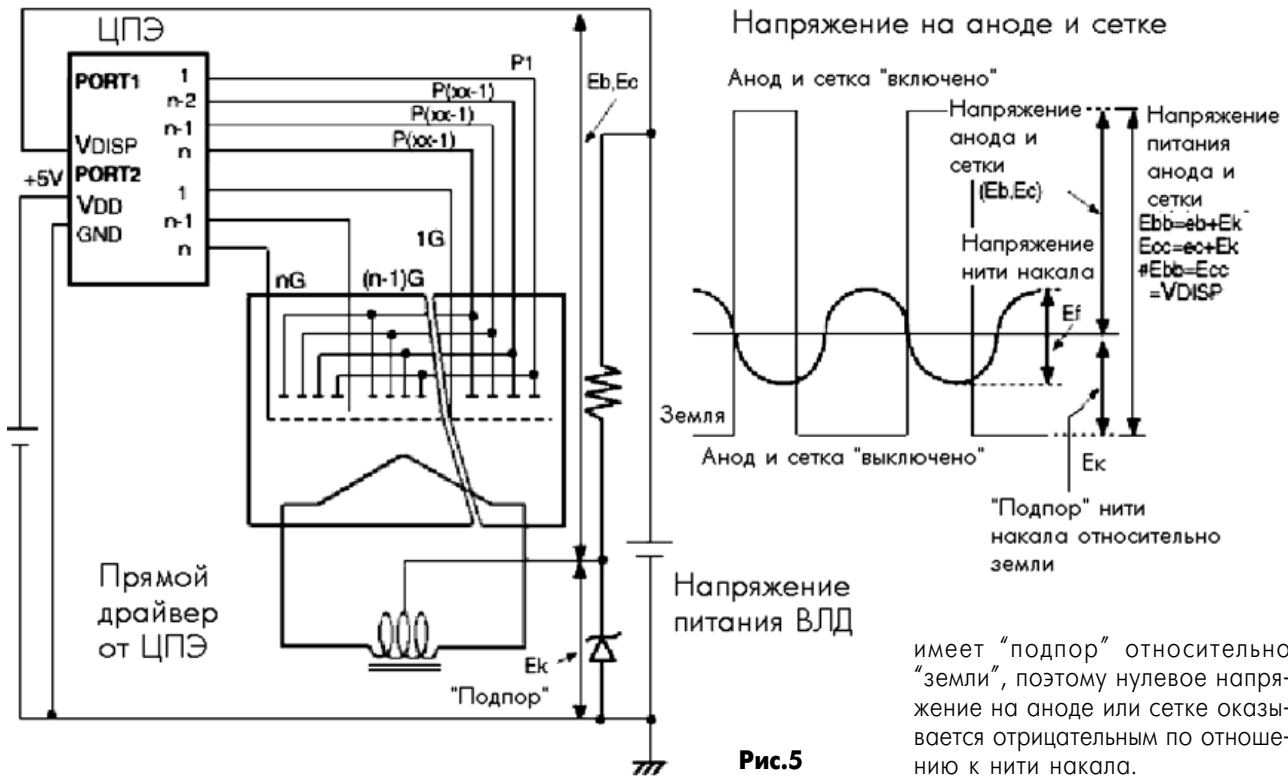 ЦПЭ
PORT1
1
n-2
n-1
n
VDISP
+5V
PORT2
VDD
GND
1
n-1
n
P1
P(xx-1)
P(xx-1)
P(xx-1)
Eb,Ec
1G
nG
(n-1)G
Прямой
драйвер
от ЦПЭ
Ek
"Подпор"
Напряжение
питания ВЛД
Напряжение на аноде и сетке
Анод и сетка "включено"
Напряжение
анода и
сетки
(Eb,Ec)
Напряжение
питания
анода и
сетки
Ebb=eb+Ek
Ecc=ec+Ek
#Ebb=Ecc
=VDISP
Напряжение
нити накала
Ef
Земля
Анод и сетка "выключено"
Ек
"Подпор" нити
накала относительно
земли
Рис.5
имеет “подпор” относительно
“земли”, поэтому нулевое напря-
жение на аноде или сетке оказы-
вается отрицательным по отноше-
нию к нити накала.